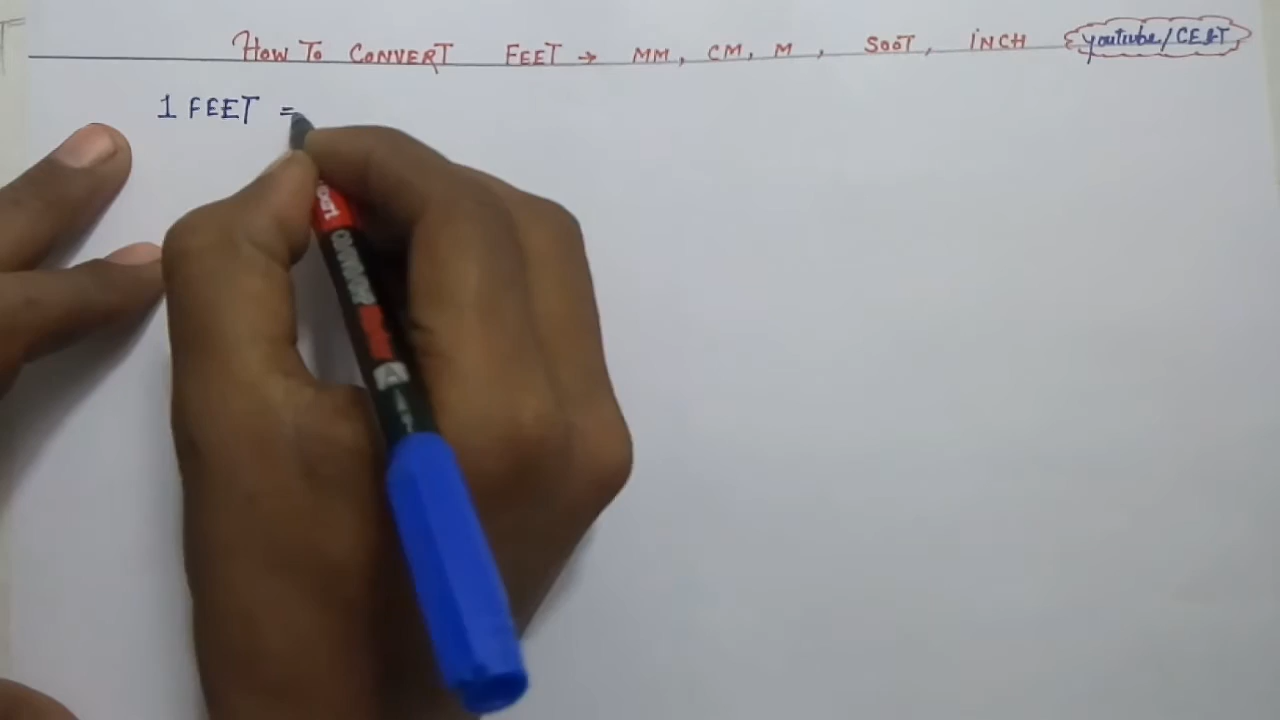 HOW TO CONVERT FEET → MM, CM, M, SOOT, INCH youtube/CE&T
1 FEET =